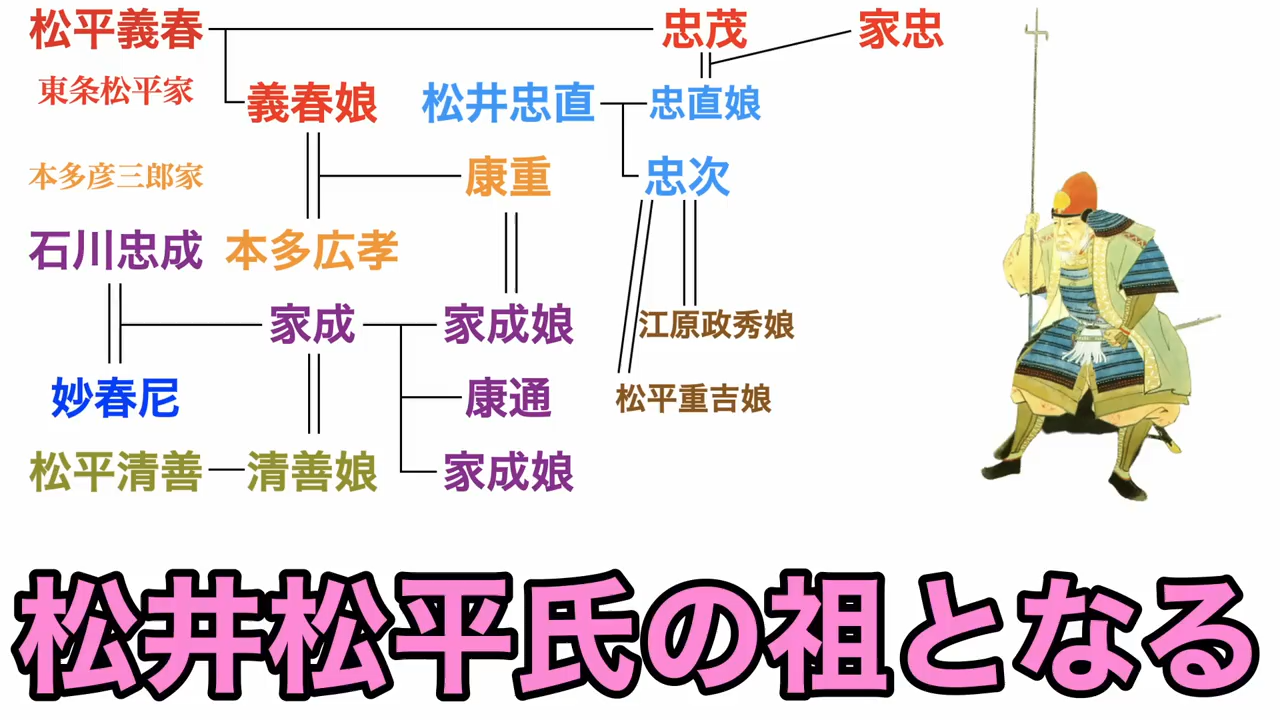 松平義春 忠茂 家忠
東条松平家 義春娘 松井忠直 忠直娘
本多彦三郎家 康重 忠次
石川忠成 本多広孝
家成 家成娘 江原政秀娘
妙春尼 康通 松平重吉娘
松平清善 清善娘 家成娘
松井松平氏の祖となる